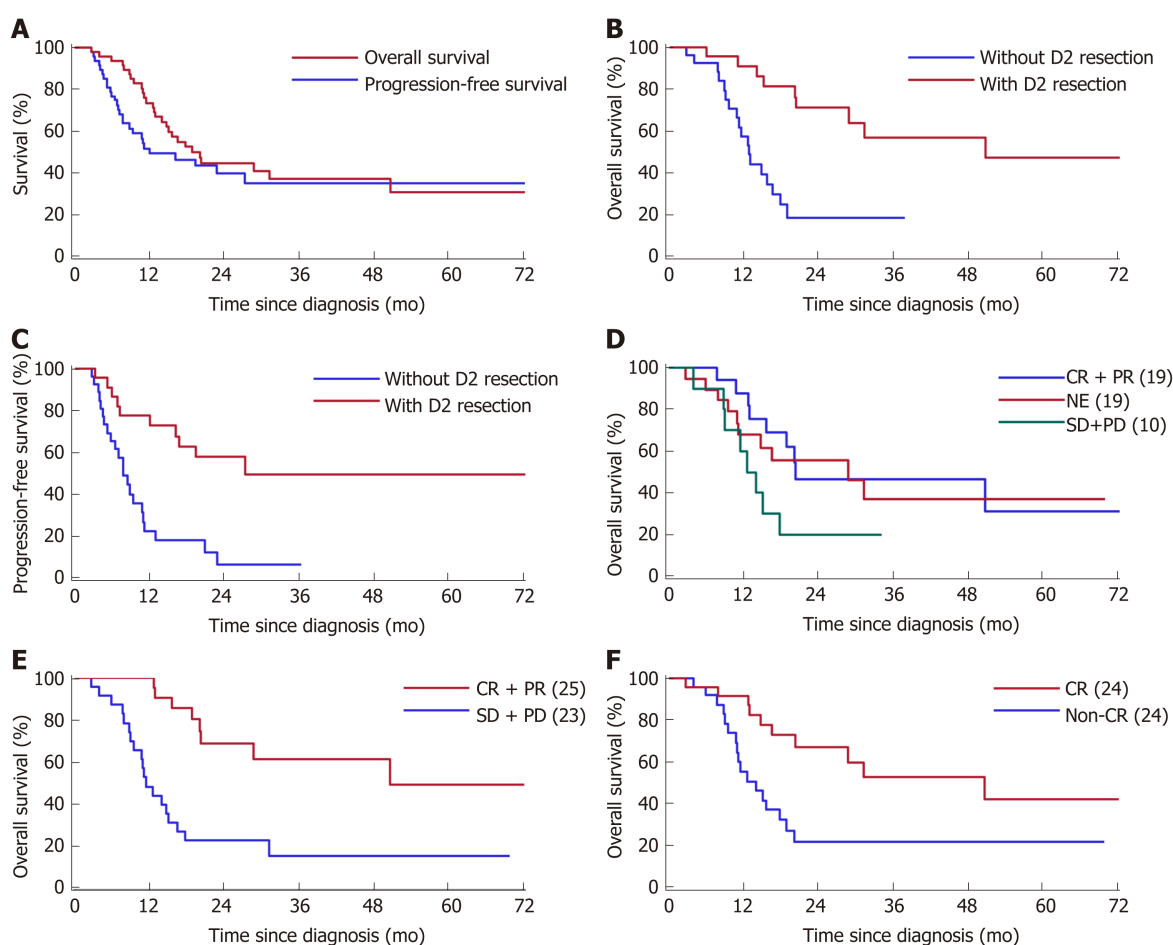 A
Survival (%)
100
80
60
40
20
0
0 12 24 36 48 60 72
Time since diagnosis (mo)
Overall survival
Progression-free survival
B
Overall survival (%)
100
80
60
40
20
0
0 12 24 36 48 60 72
Time since diagnosis (mo)
Without D2 resection
With D2 resection
C
Progression-free survival (%)
100
80
60
40
20
0
0 12 24 36 48 60 72
Time since diagnosis (mo)
Without D2 resection
With D2 resection
D
Overall survival (%)
100
80
60
40
20
0
0 12 24 36 48 60 72
Time since diagnosis (mo)
CR + PR (19)
NE (19)
SD+PD (10)
E
Overall survival (%)
100
80
60
40
20
0
0 12 24 36 48 60 72
Time since diagnosis (mo)
CR + PR (25)
SD + PD (23)
F
Overall survival (%)
100
80
60
40
20
0
0 12 24 36 48 60 72
Time since diagnosis (mo)
CR (24)
Non-CR (24)